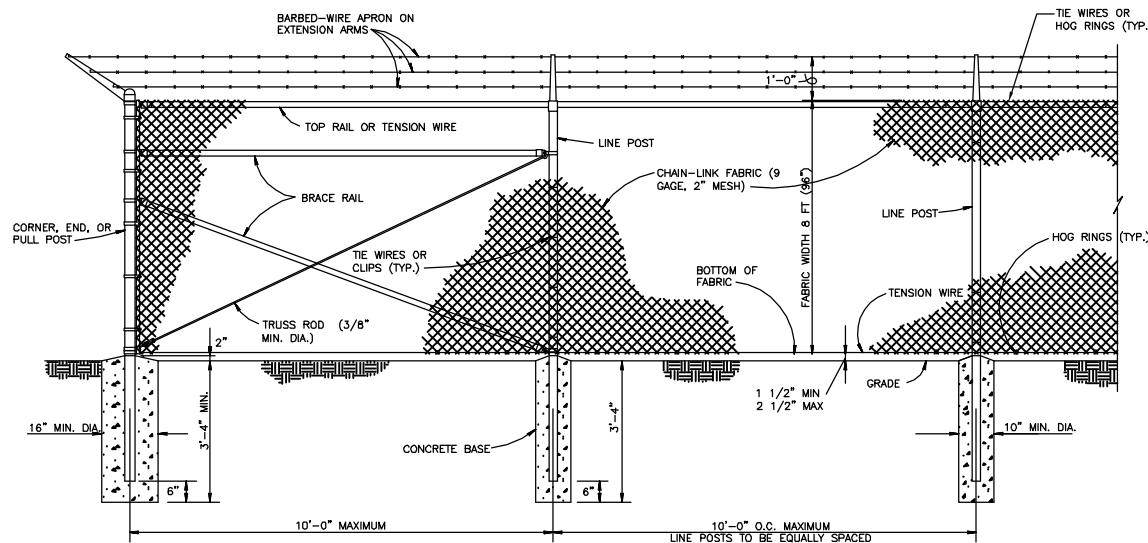 BARBED-WIRE APRON ON
EXTENSION ARMS
TIE WIRES OR
HOG RINGS (TYP.
1'-0"
TOP RAIL OR TENSION WIRE
LINE POST
CHAIN-LINK FABRIC (9
GAGE, 2" MESH)
BRACE RAIL
FABRIC WIDTH 8 FT (96")
LINE POST
CORNER, END, OR
PULL POST
HOG RINGS (TYP.)
TIE WIRES OR
CLIPS (TYP.)
BOTTOM OF
FABRIC
TENSION WIRE
TRUSS ROD (3/8"
MIN. DIA.)
2"
GRADE
1 1/2" MIN
2 1/2" MAX
16" MIN. DIA.
3'-4" MIN.
CONCRETE BASE
3'-4"
10" MIN. DIA.
6"
6"
10'-0" MAXIMUM
10'-0" O.C. MAXIMUM
LINE POSTS TO BE EQUALLY SPACED